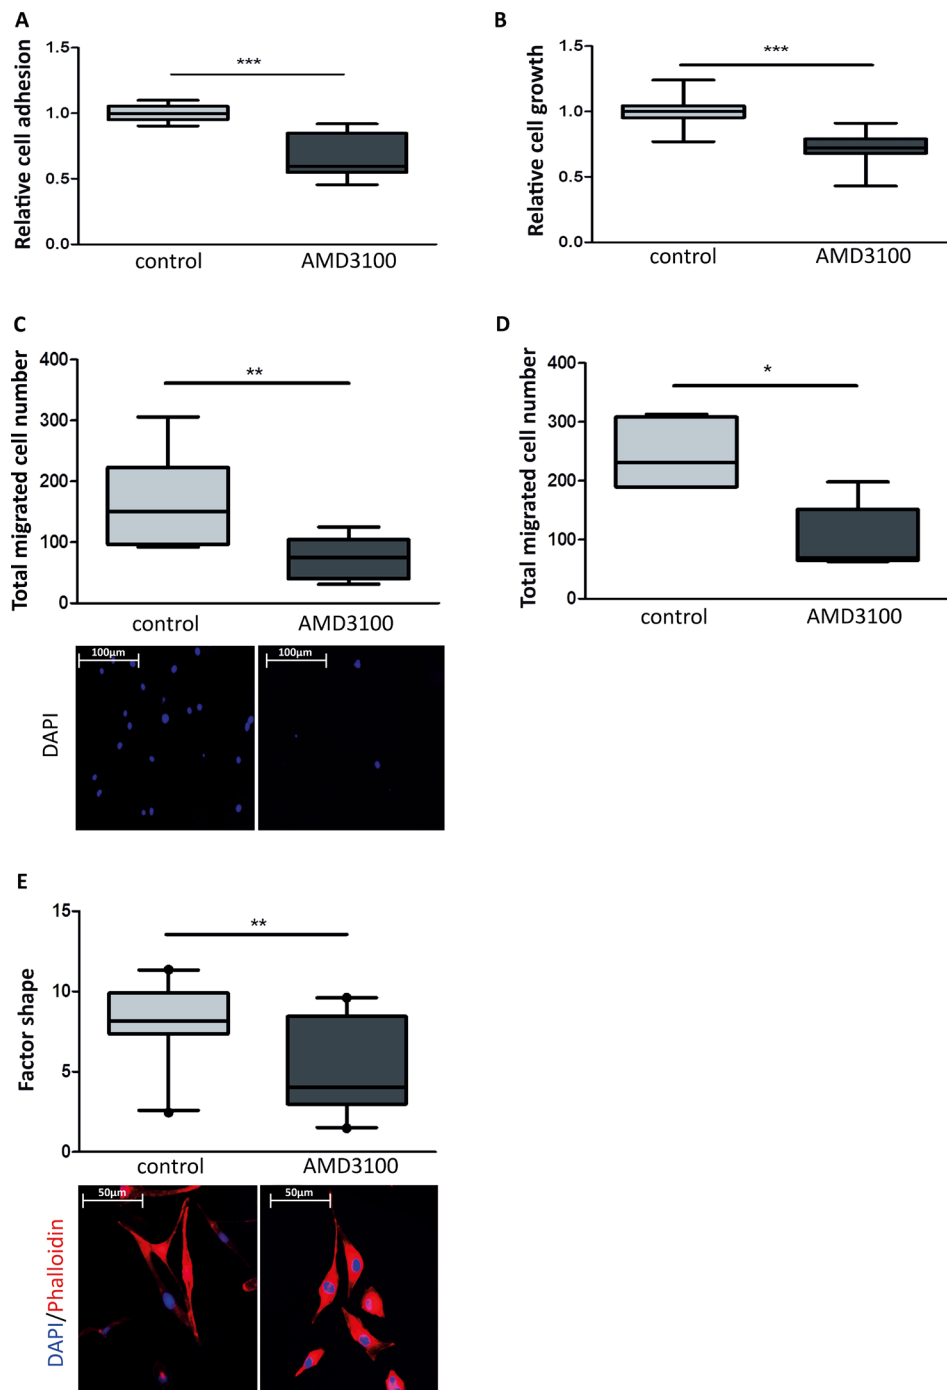 A
Relative cell adhesion
1.5
1.0
0.5
0.0
***
control
AMD3100
B
Relative cell growth
1.5
1.0
0.5
0.0
***
control
AMD3100
C
Total migrated cell number
400
300
200
100
0
**
control
AMD3100
DAPI
100µm
100µm
D
Total migrated cell number
400
300
200
100
0
*
control
AMD3100
E
Factor shape
15
10
5
0
**
control
AMD3100
DAPI/Phalloidin
50µm
50µm